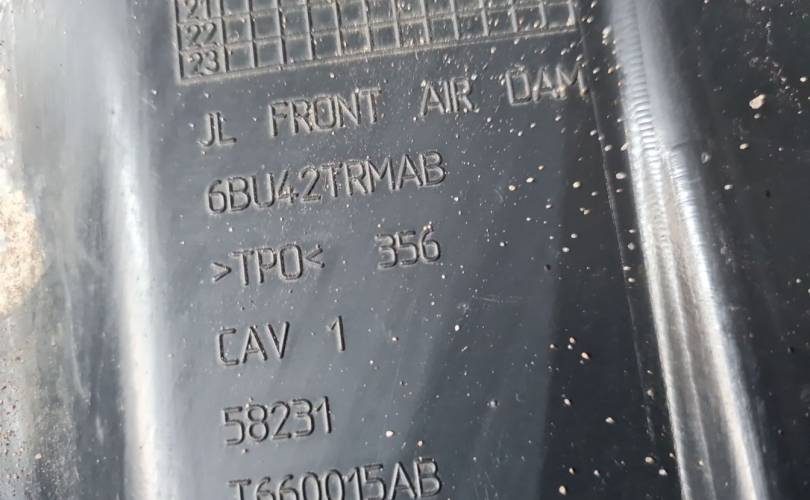 21
22
23
JL FRONT AIR DAM
6BU42TRMAB
>TPO< 356
CAV 1
58231
T660015AB